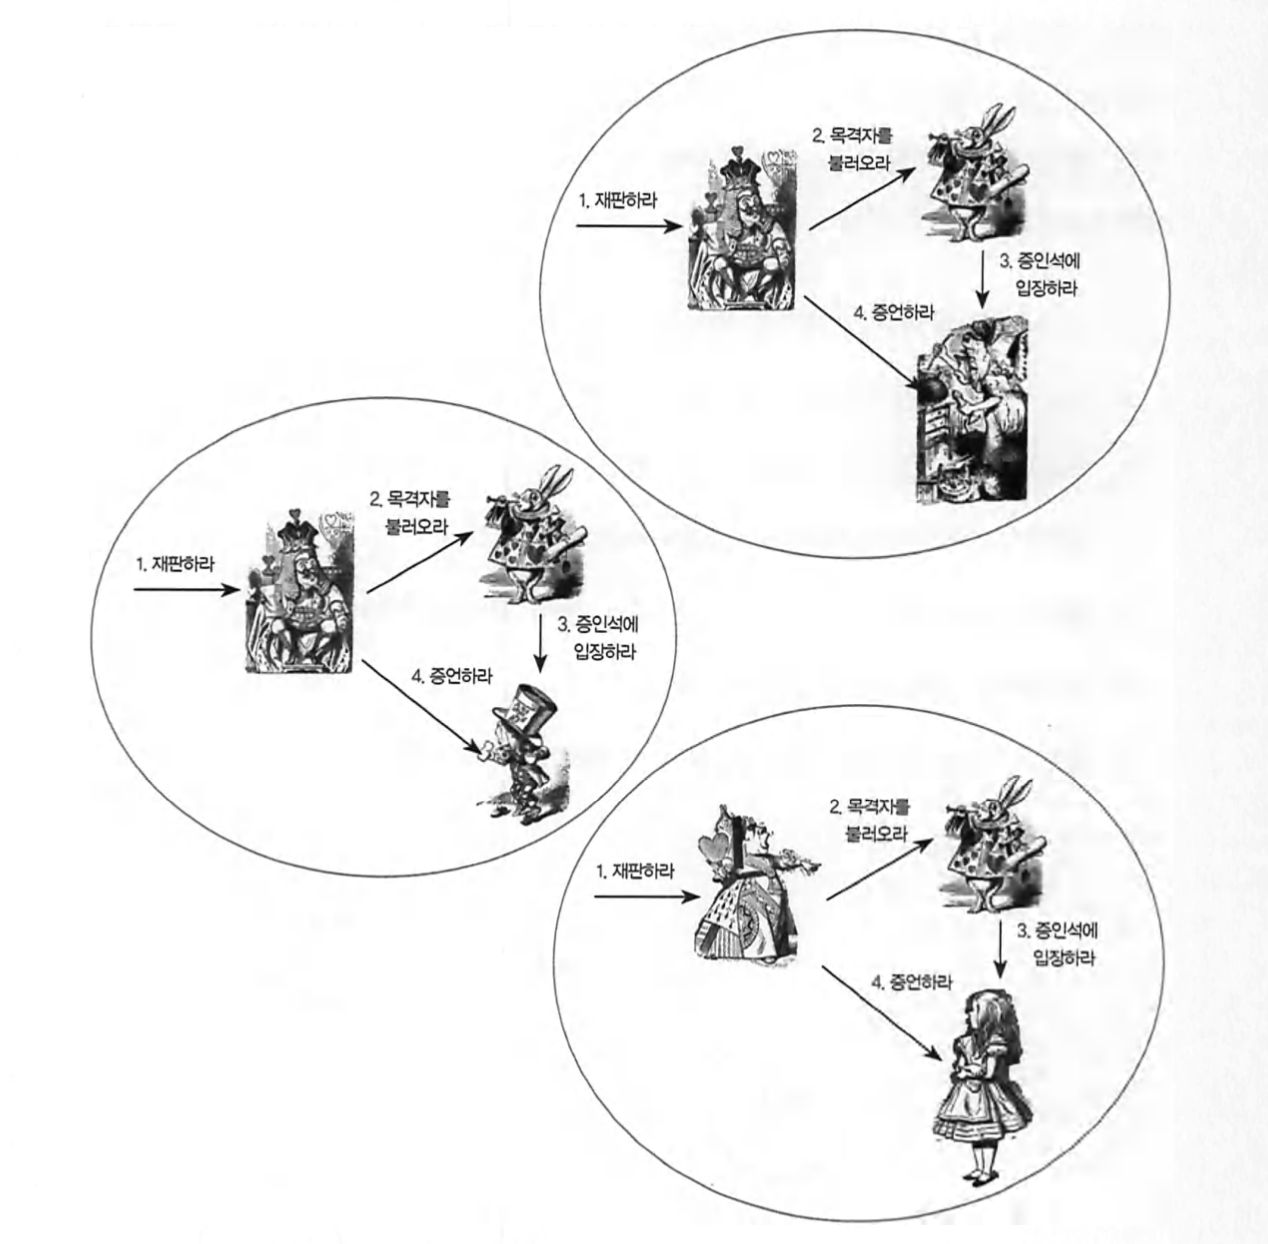 1. 재판하라
2. 목격자를
불러오라
3. 증인석에
입장하라
4. 증언하라
1. 재판하라
2. 목격자를
불러오라
3. 증인석에
입장하라
4. 증언하라
1. 재판하라
2. 목격자를
불러오라
3. 증인석에
입장하라
4. 증언하라